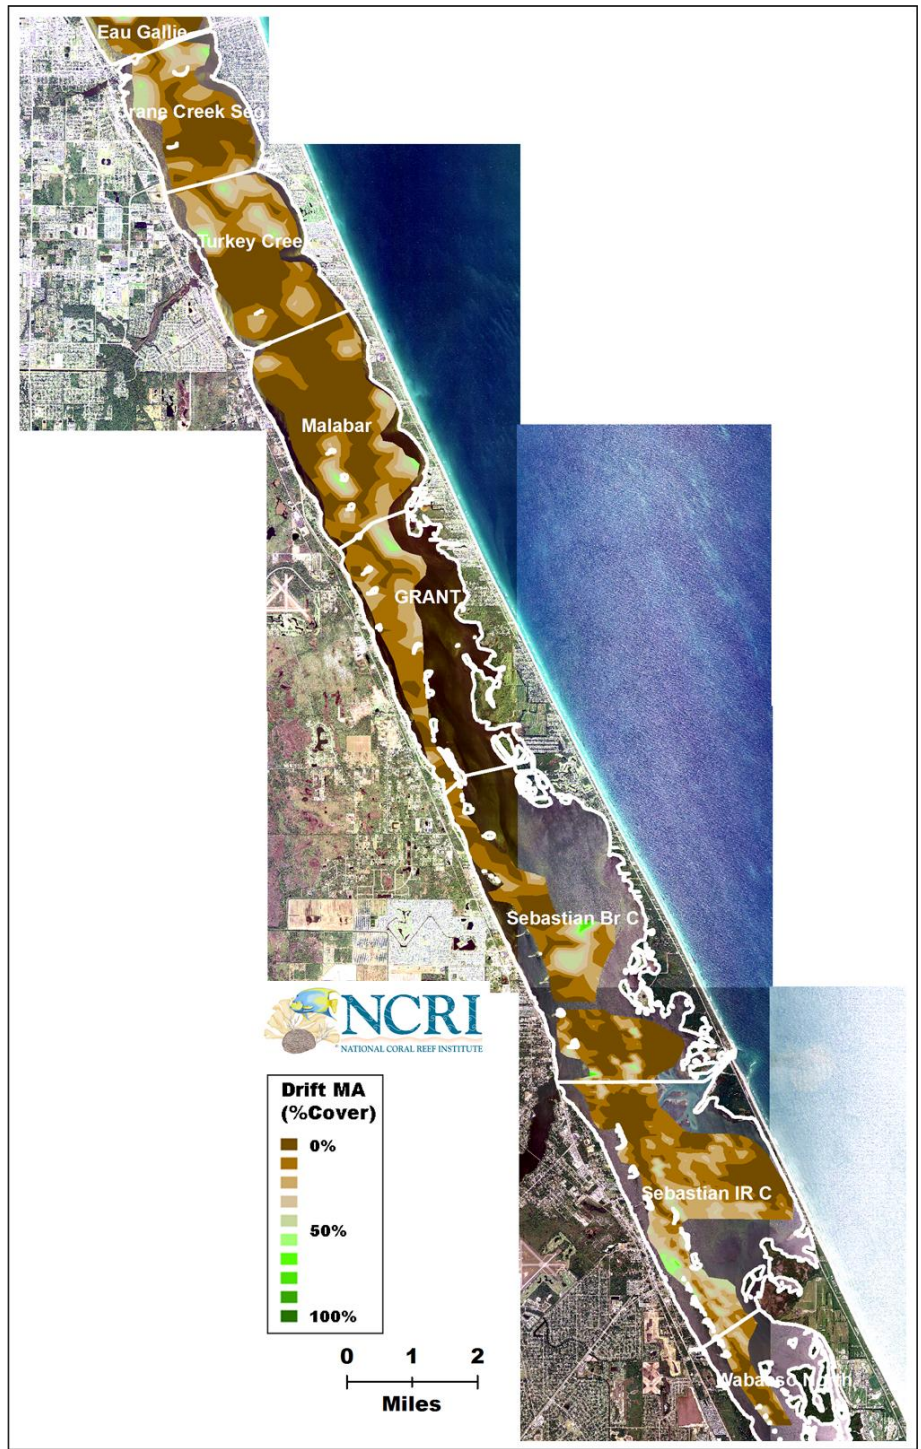 Eau Gallie
Crane Creek Seg
Turkey Creek
Malabar
GRANT
Sebastian Br C
NCRI
NATIONAL CORAL REEF INSTITUTE
Drift MA
(%Cover)
0%
50%
100%
Sebastian IR C
0 1 2
Miles
Wabasso North